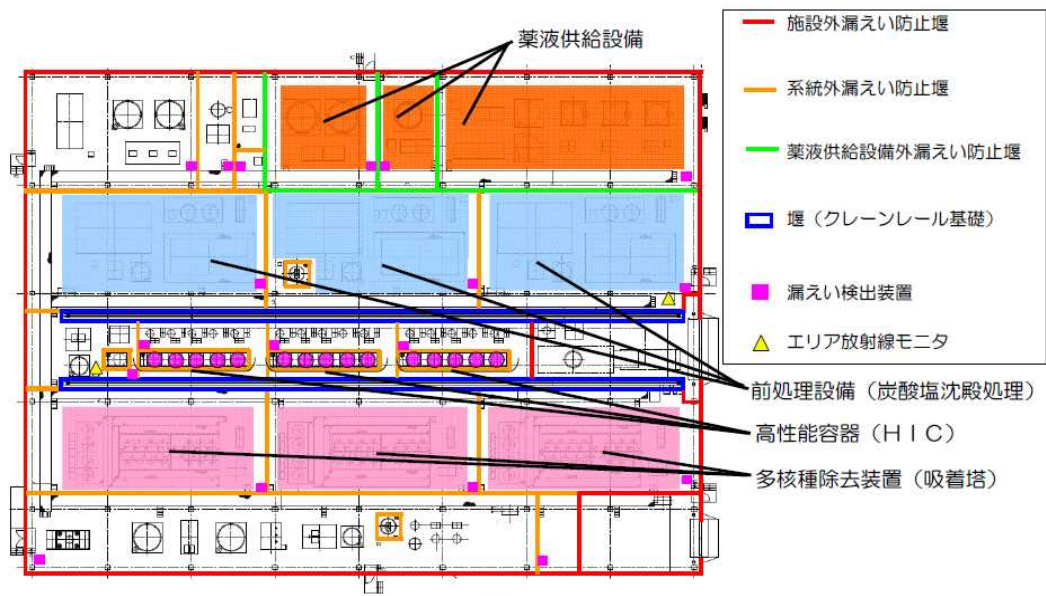 薬液供給設備
施設外漏えい防止堰
系統外漏えい防止堰
薬液供給設備外漏えい防止堰
堰（クレーンレール基礎）
漏えい検出装置
エリア放射線モニタ
前処理設備（炭酸塩沈殿処理）
高性能容器（ＨＩＣ）
多核種除去装置（吸着塔）